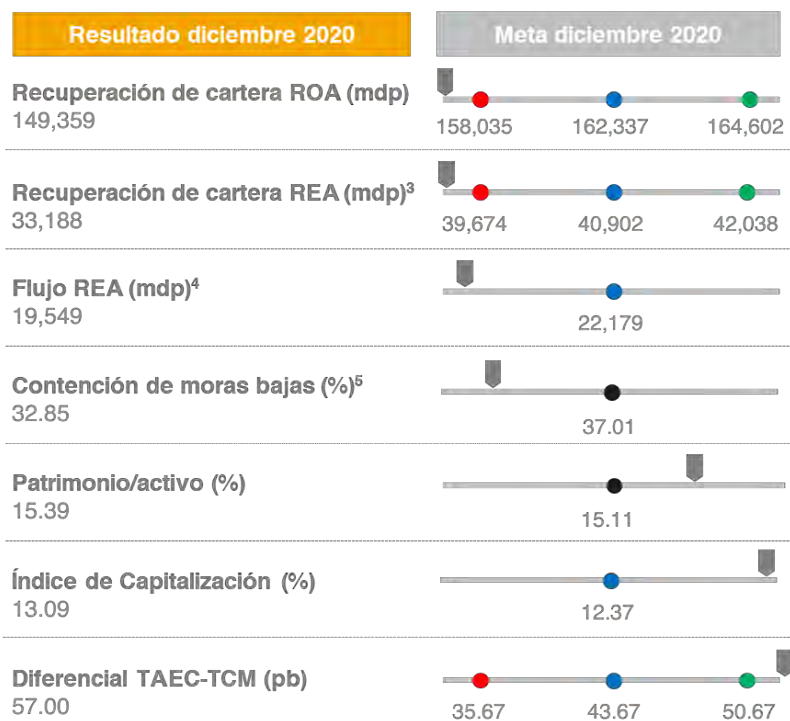 Resultado diciembre 2020
Meta diciembre 2020
Recuperación de cartera ROA (mdp)
149,359
158,035 162,337 164,602
Recuperación de cartera REA (mdp)³
33,188
39,674 40,902 42,038
Flujo REA (mdp)⁴
19,549
22,179
Contención de moras bajas (%)⁵
32.85
37.01
Patrimonio/activo (%)
15.39
15.11
Índice de Capitalización (%)
13.09
12.37
Diferencial TAEC-TCM (pb)
57.00
35.67 43.67 50.67